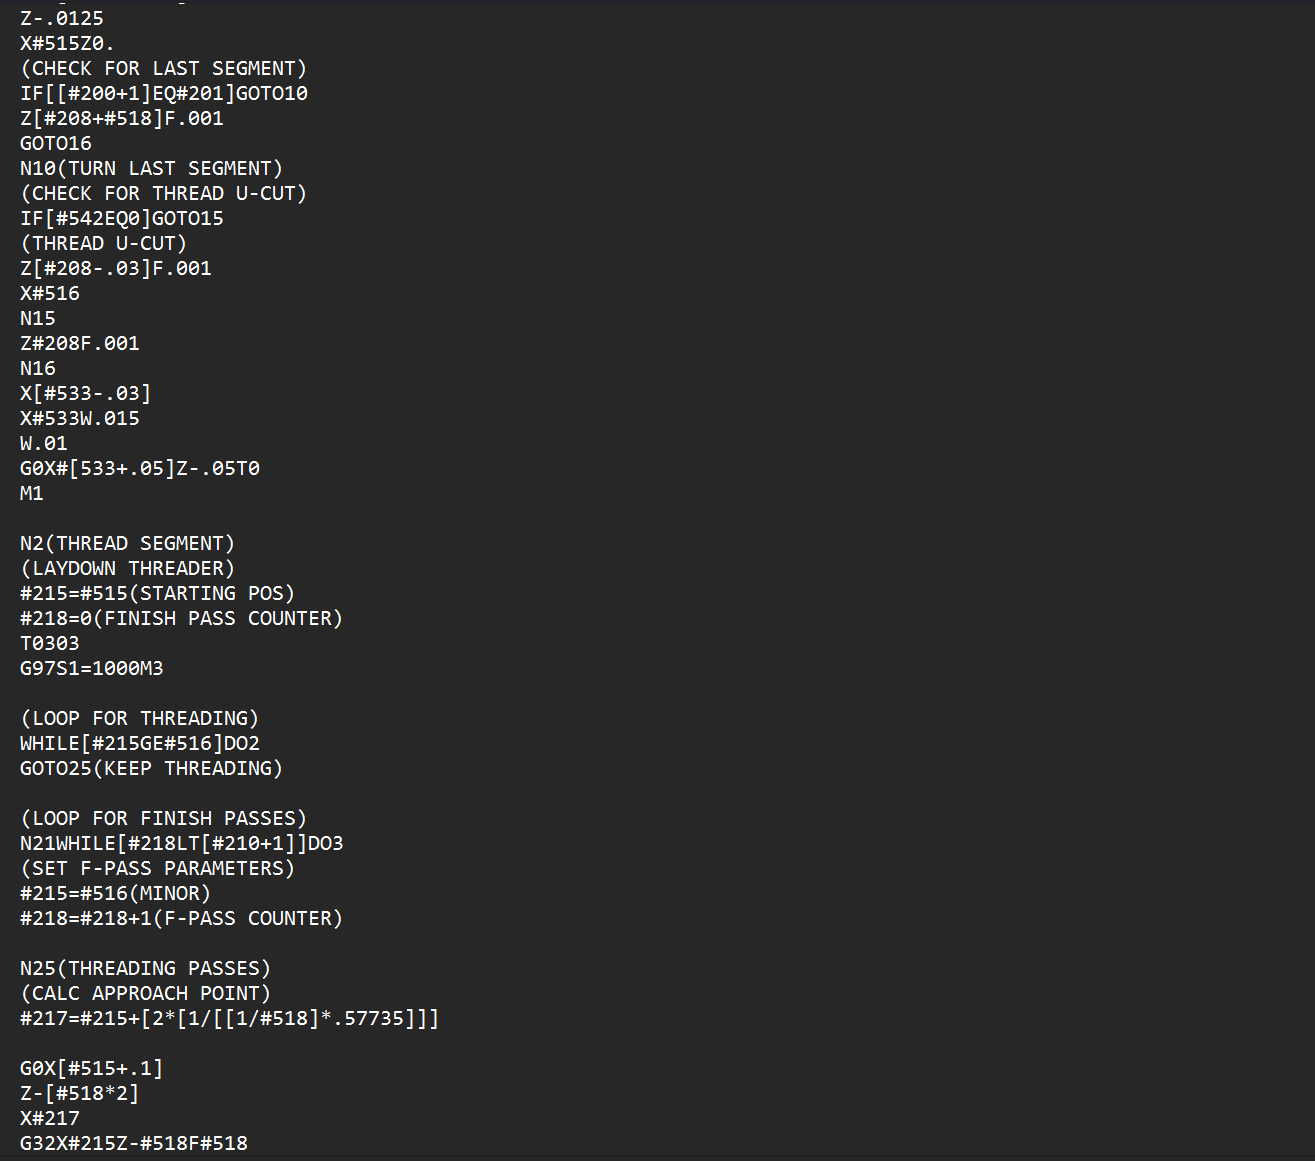 Z-.0125
X#515Z0.
(CHECK FOR LAST SEGMENT)
IF[[#200+1]EQ#201]GOTO10
Z[#208+#518]F.001
GOTO16
N10(TURN LAST SEGMENT)
(CHECK FOR THREAD U-CUT)
IF[#542EQ0]GOTO15
(THREAD U-CUT)
Z[#208-.03]F.001
X#516
N15
Z#208F.001
N16
X[#533-.03]
X#533W.015
W.01
G0X#[533+.05]Z-.05T0
M1
N2(THREAD SEGMENT)
(LAYDOWN THREADER)
#215=#515(STARTING POS)
#218=0(FINISH PASS COUNTER)
T0303
G97S1=1000M3
(LOOP FOR THREADING)
WHILE[#215GE#516]DO2
GOTO25(KEEP THREADING)
(LOOP FOR FINISH PASSES)
N21WHILE[#218LT[#210+1]]DO3
(SET F-PASS PARAMETERS)
#215=#516(MINOR)
#218=#218+1(F-PASS COUNTER)
N25(THREADING PASSES)
(CALC APPROACH POINT)
#217=#215+[2*[1/[[1/#518]*.57735]]]
G0X[#515+.1]
Z-[#518*2]
X#217
G32X#215Z-#518F#518